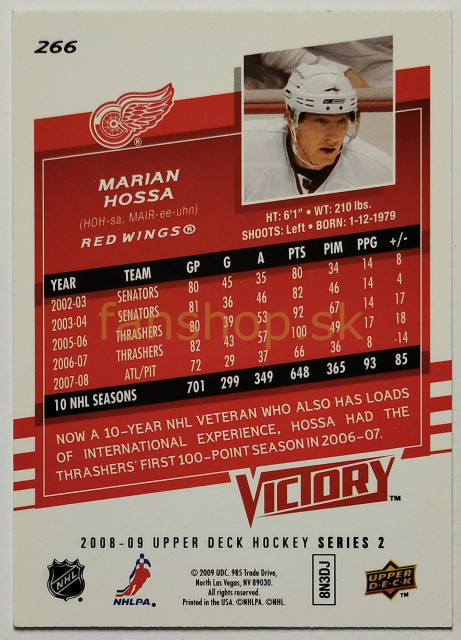 266
MARIAN
HOSSA
(HOH-sa, MAIR-ee-uhn)
RED WINGS®
HT: 6'1" • WT: 210 lbs.
SHOOTS: Left • BORN: 1-12-1979
YEAR TEAM GP G A PTS PIM PPG +/-
2002-03 SENATORS 80 45 35 80 34 14 8
2003-04 SENATORS 81 36 46 82 46 14 4
2005-06 THRASHERS 80 39 53 92 67 14 17
2006-07 THRASHERS 82 43 57 100 49 17 18
2007-08 ATL/PIT 72 29 37 66 36 8 -14
10 NHL SEASONS 701 299 349 648 365 93 85
fanshop.sk
NOW A 10-YEAR NHL VETERAN WHO ALSO HAS LOADS
OF INTERNATIONAL EXPERIENCE, HOSSA HAD THE
THRASHERS' FIRST 100-POINT SEASON IN 2006-07.
VICTORY™
2008-09 UPPER DECK HOCKEY SERIES 2
NHL
NHLPA.
© 2009 UDC. 985 Trade Drive,
North Las Vegas, NV 89030.
All rights reserved.
Printed in the USA. ©NHLPA. ©NHL.
8N3DJ
UPPER
DECK
™